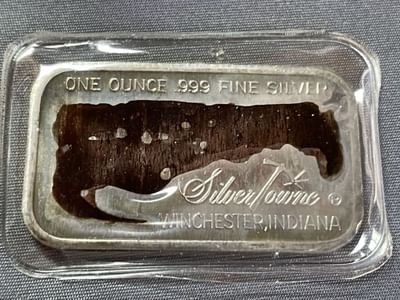 ONE OUNCE .999 FINE SILVER
SilverTowne ®
WINCHESTER, INDIANA